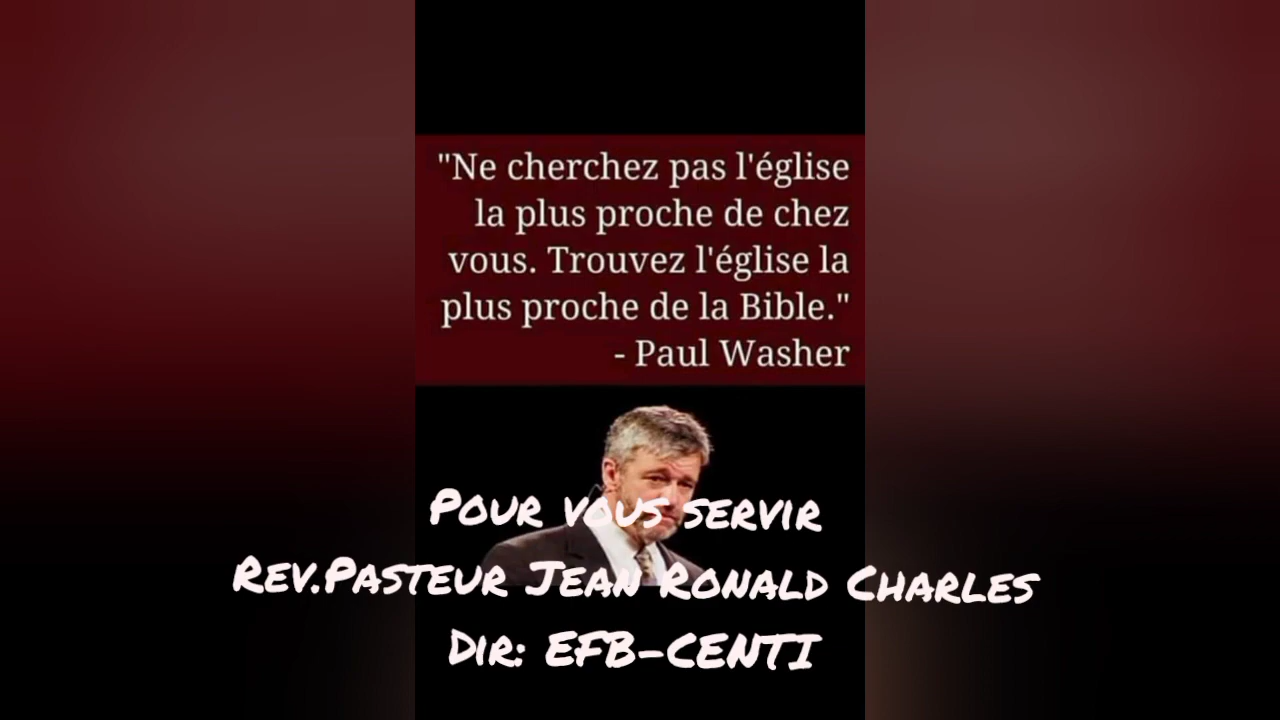 "Ne cherchez pas l'église
la plus proche de chez
vous. Trouvez l'église la
plus proche de la Bible."
- Paul Washer
Pour vous servir
Rev.Pasteur Jean Ronald Charles
Dir: EFB-CENTI